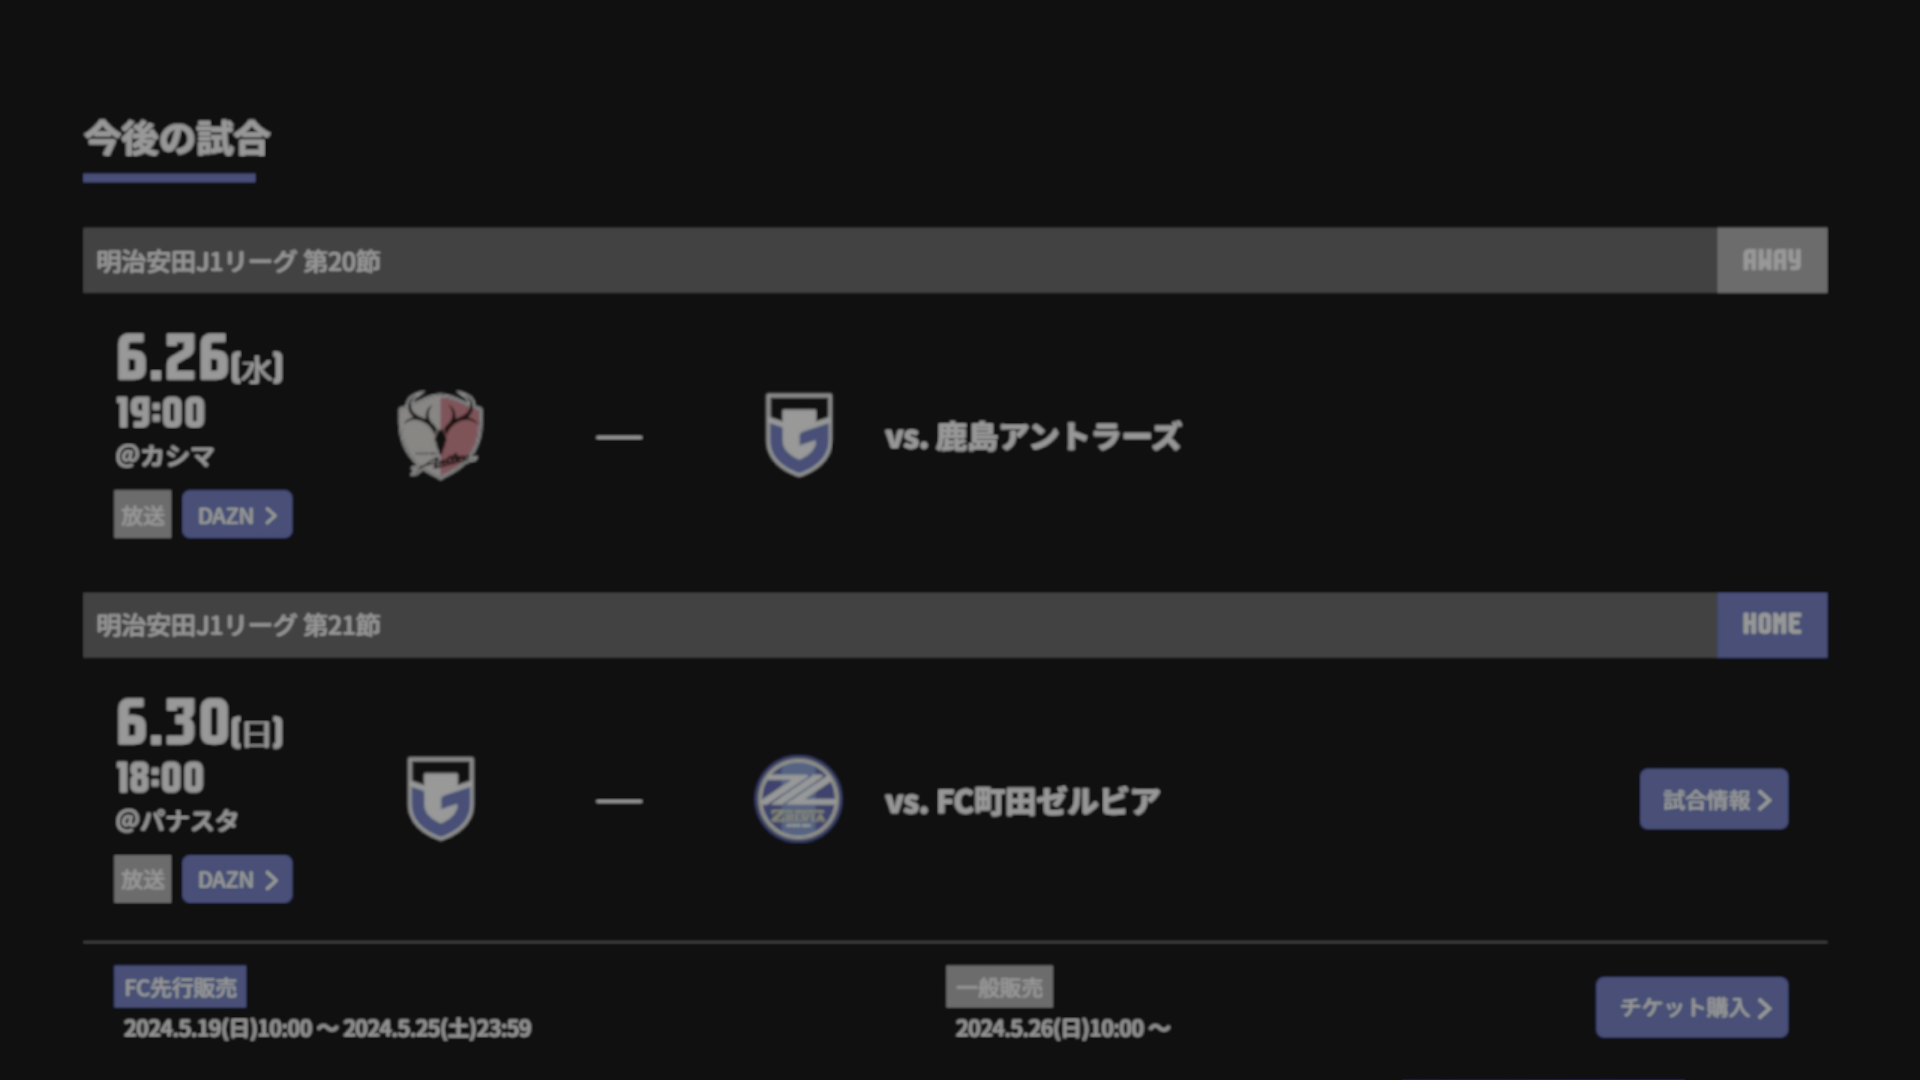 今後の試合
明治安田J1リーグ 第20節
AWAY
6.26(水)
19:00
@カシマ
vs. 鹿島アントラーズ
放送
DAZN
明治安田J1リーグ 第21節
HOME
6.30(日)
18:00
@パナスタ
vs. FC町田ゼルビア
試合情報
放送
DAZN
FC先行販売
2024.5.19(日)10:00 〜 2024.5.25(土)23:59
一般販売
2024.5.26(日)10:00 〜
チケット購入